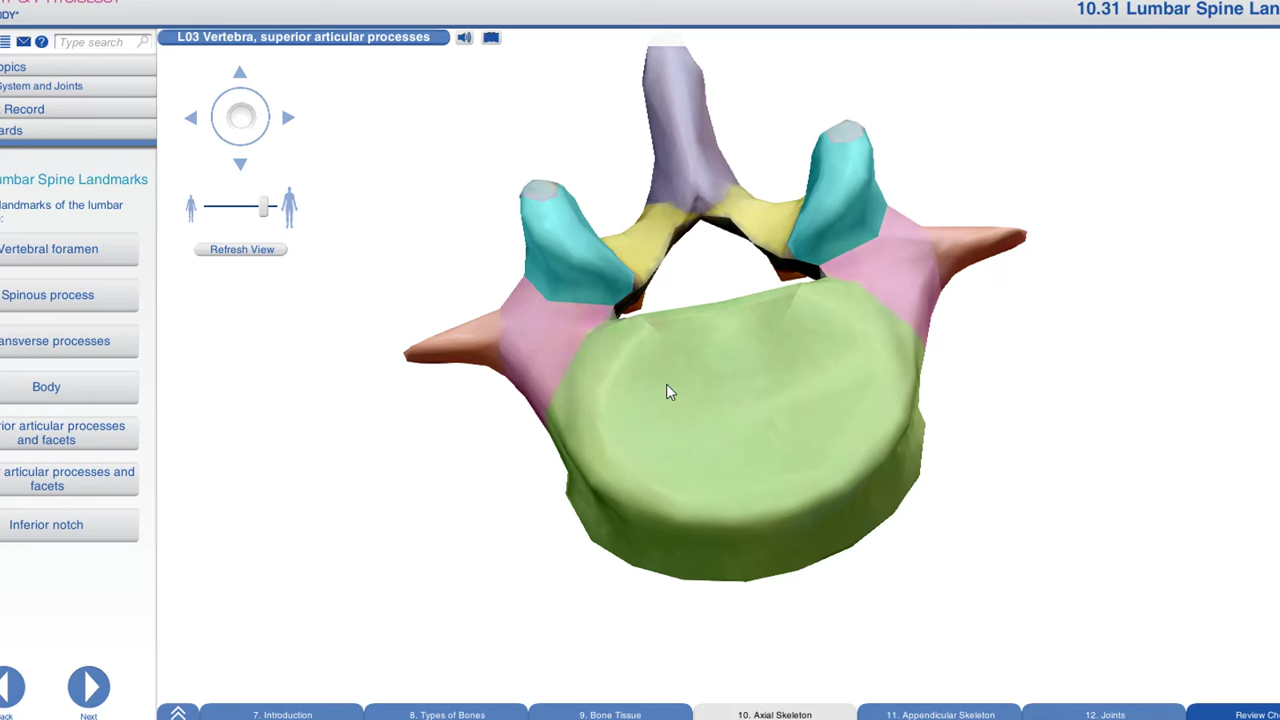 10.31 Lumbar Spine Lan
ODY*
Type search
L03 Vertebra, superior articular processes
opics
System and Joints
Record
ards
umbar Spine Landmarks
landmarks of the lumbar
e:
Vertebral foramen
Spinous process
ansverse processes
Body
rior articular processes
and facets
articular processes and
facets
Inferior notch
Refresh View
ack
Next
7. Introduction
8. Types of Bones
9. Bone Tissue
10. Axial Skeleton
11. Appendicular Skeleton
12. Joints
Review Ch